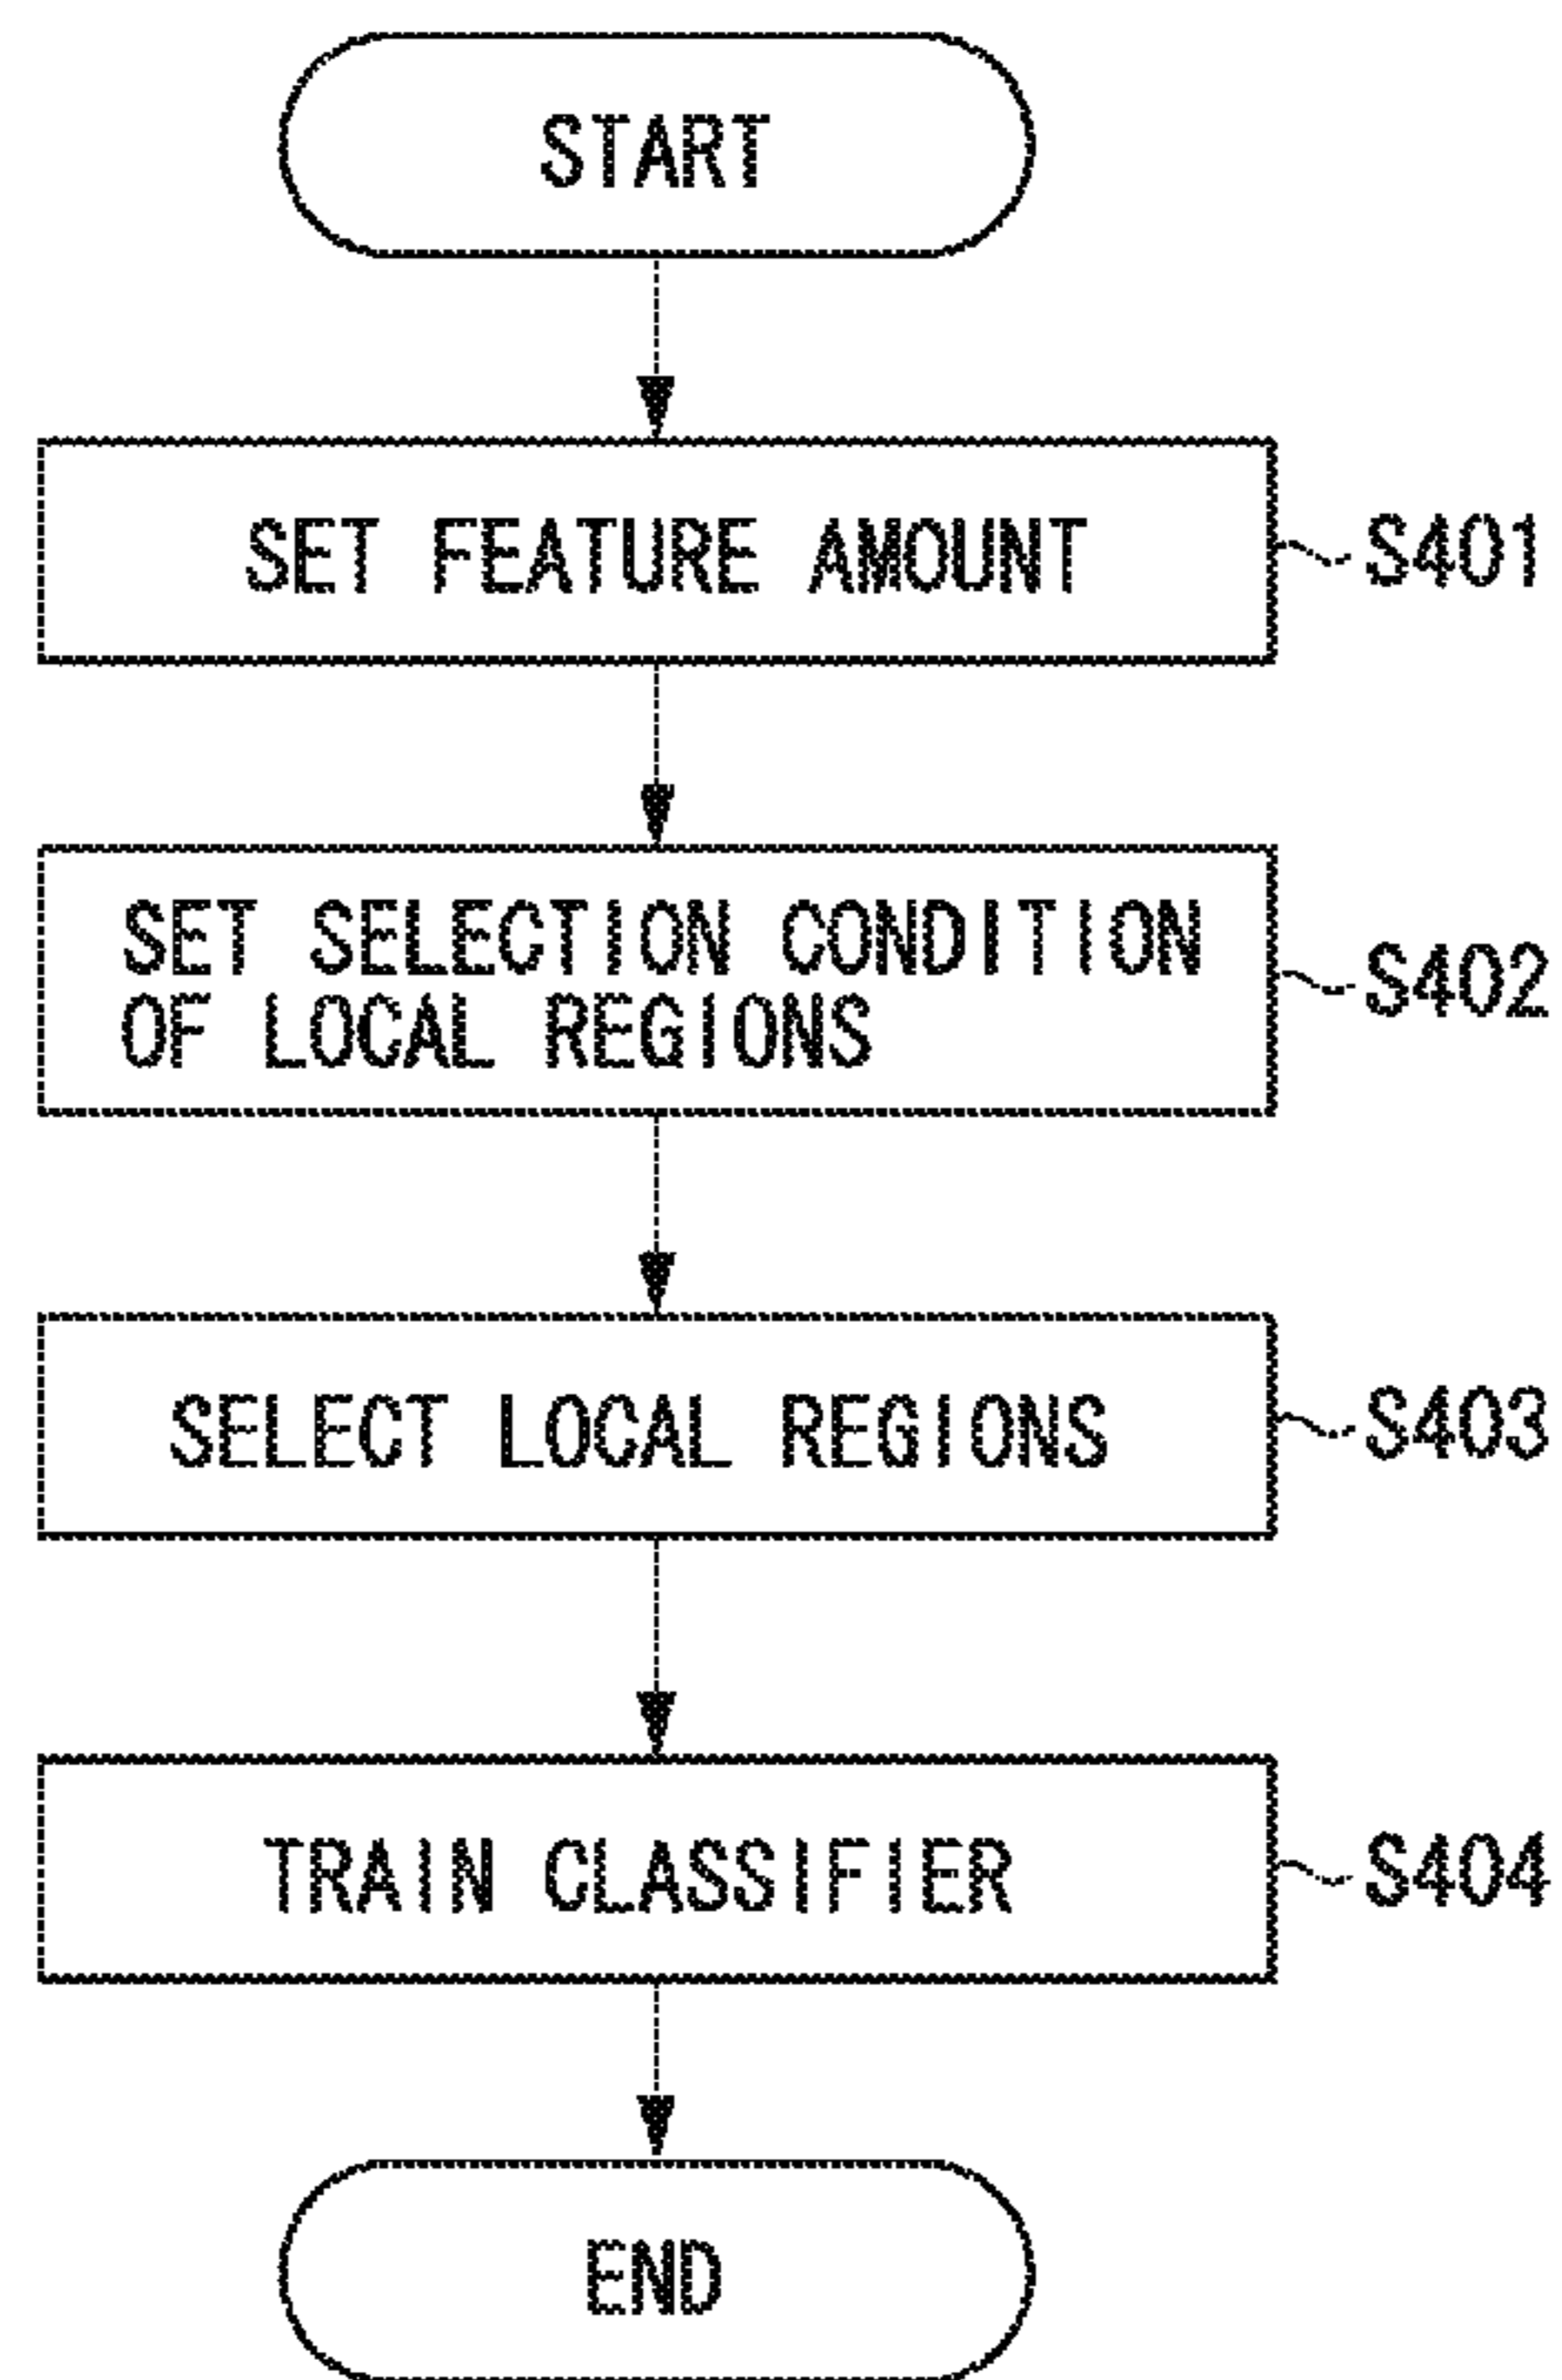 START
SET FEATURE AMOUNT
S401
SET SELECTION CONDITION
OF LOCAL REGIONS
S402
SELECT LOCAL REGIONS
S403
TRAIN CLASSIFIER
S404
END